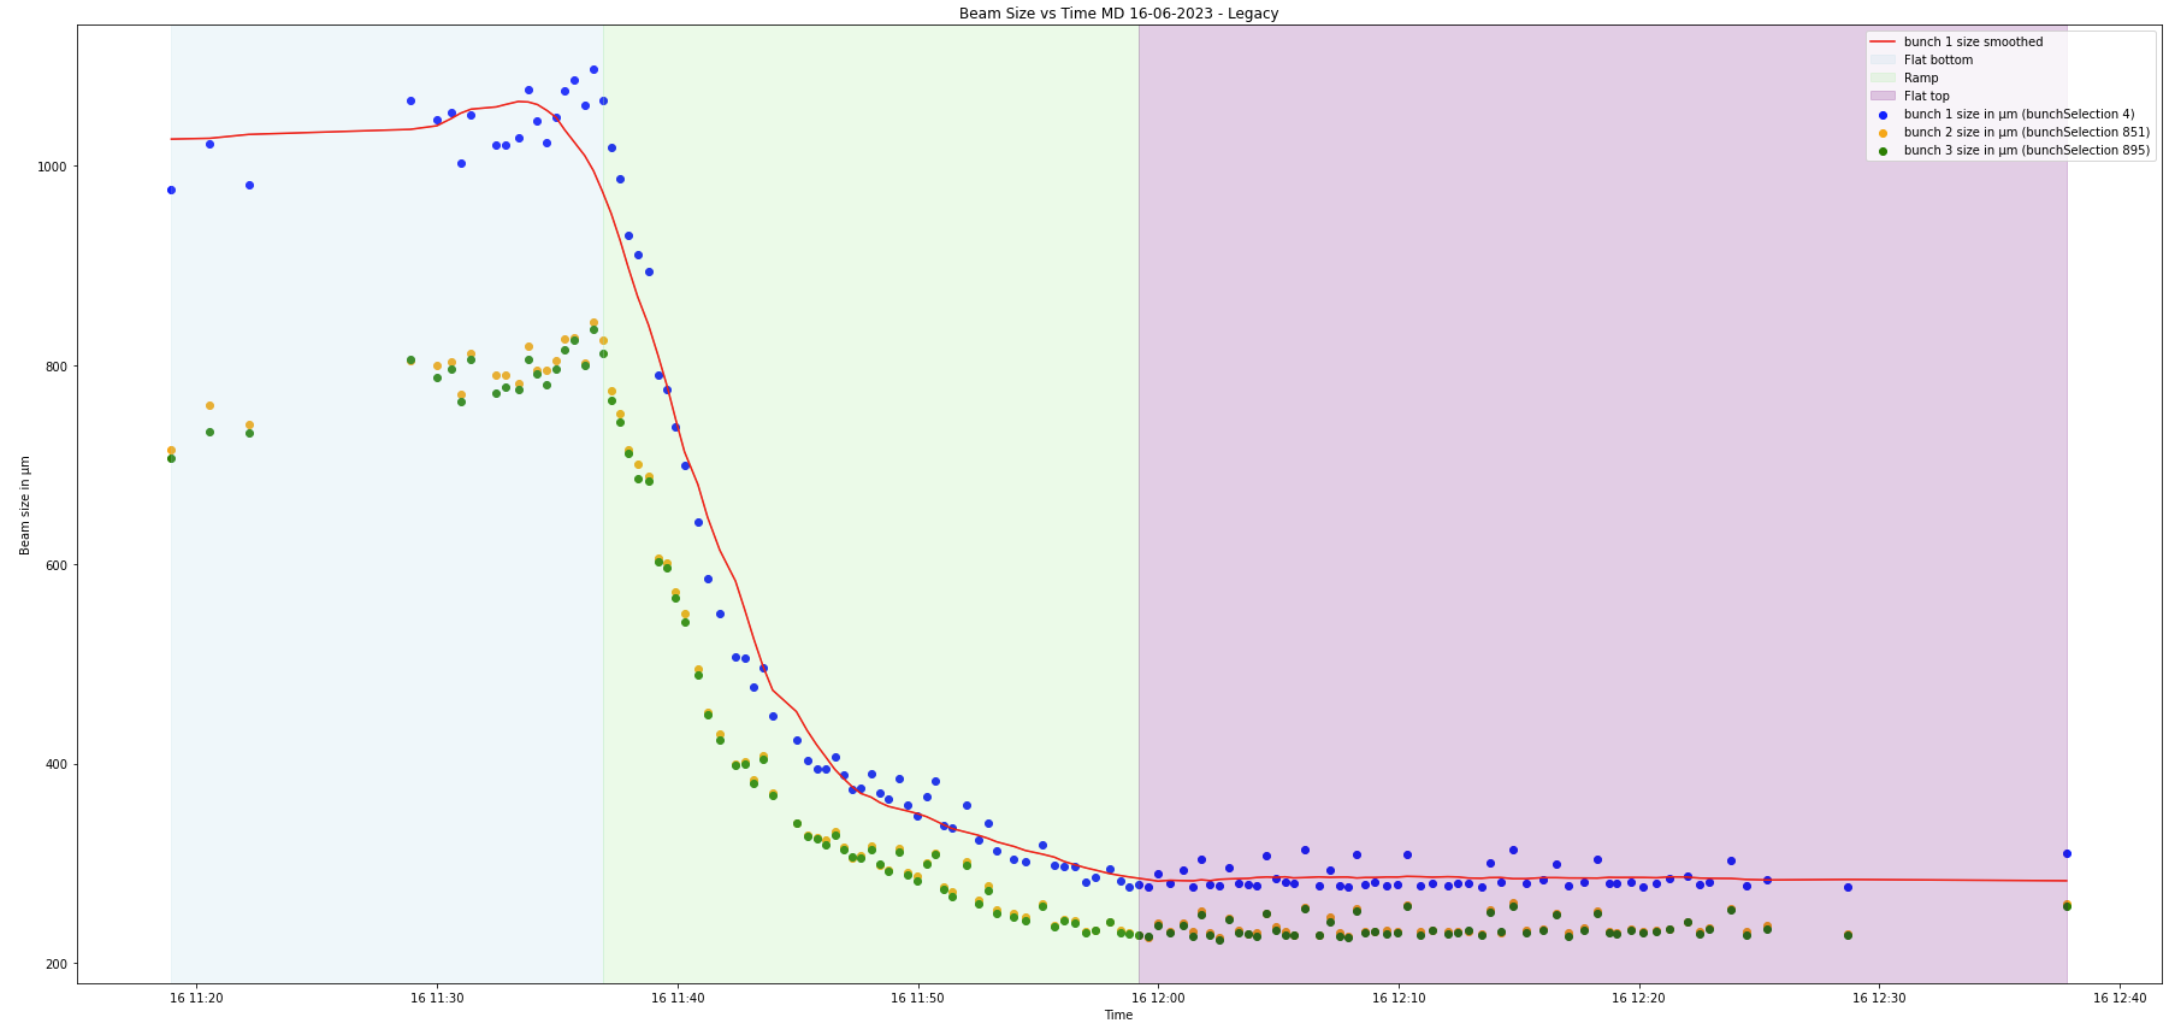 Beam Size vs Time MD 16-06-2023 - Legacy
bunch 1 size smoothed
Flat bottom
Ramp
Flat top
bunch 1 size in µm (bunchSelection 4)
bunch 2 size in µm (bunchSelection 851)
bunch 3 size in µm (bunchSelection 895)
1000
800
600
400
200
Beam size in µm
16 11:20
16 11:30
16 11:40
16 11:50
16 12:00
16 12:10
16 12:20
16 12:30
16 12:40
Time